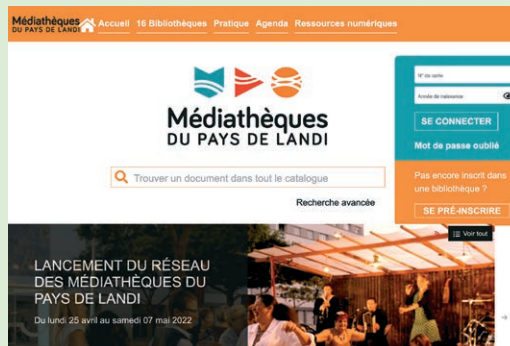 Médiathèques
DU PAYS DE LANDI
Accueil 16 Bibliothèques Pratique Agenda Ressources numériques
Médiathèques
DU PAYS DE LANDI
Trouver un document dans tout le catalogue
Recherche avancée
N° de carte
Année de naissance
SE CONNECTER
Mot de passe oublié
Pas encore inscrit dans
une bibliothèque ?
SE PRÉ-INSCRIRE
Voir tout
LANCEMENT DU RÉSEAU
DES MÉDIATHÈQUES DU
PAYS DE LANDI
Du lundi 25 avril au samedi 07 mai 2022